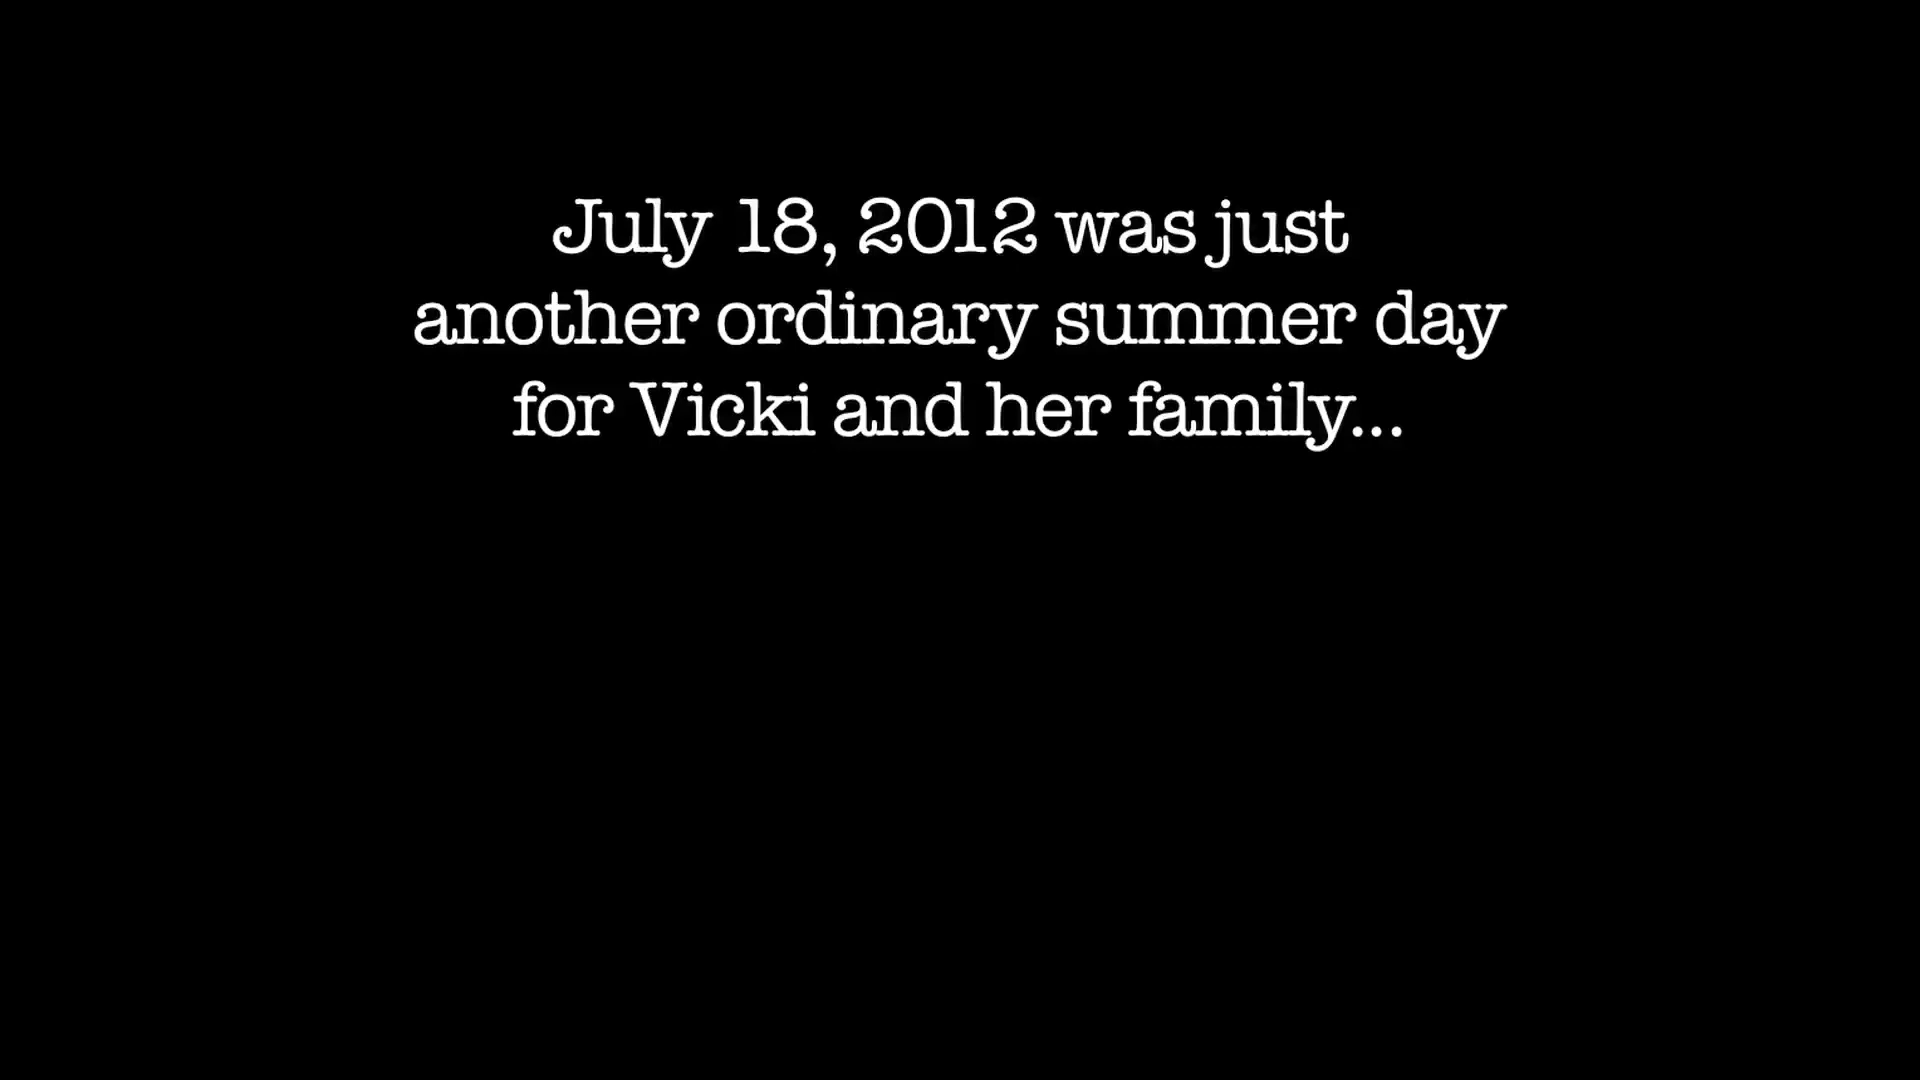 July 18, 2012 was just
another ordinary summer day
for Vicki and her family...